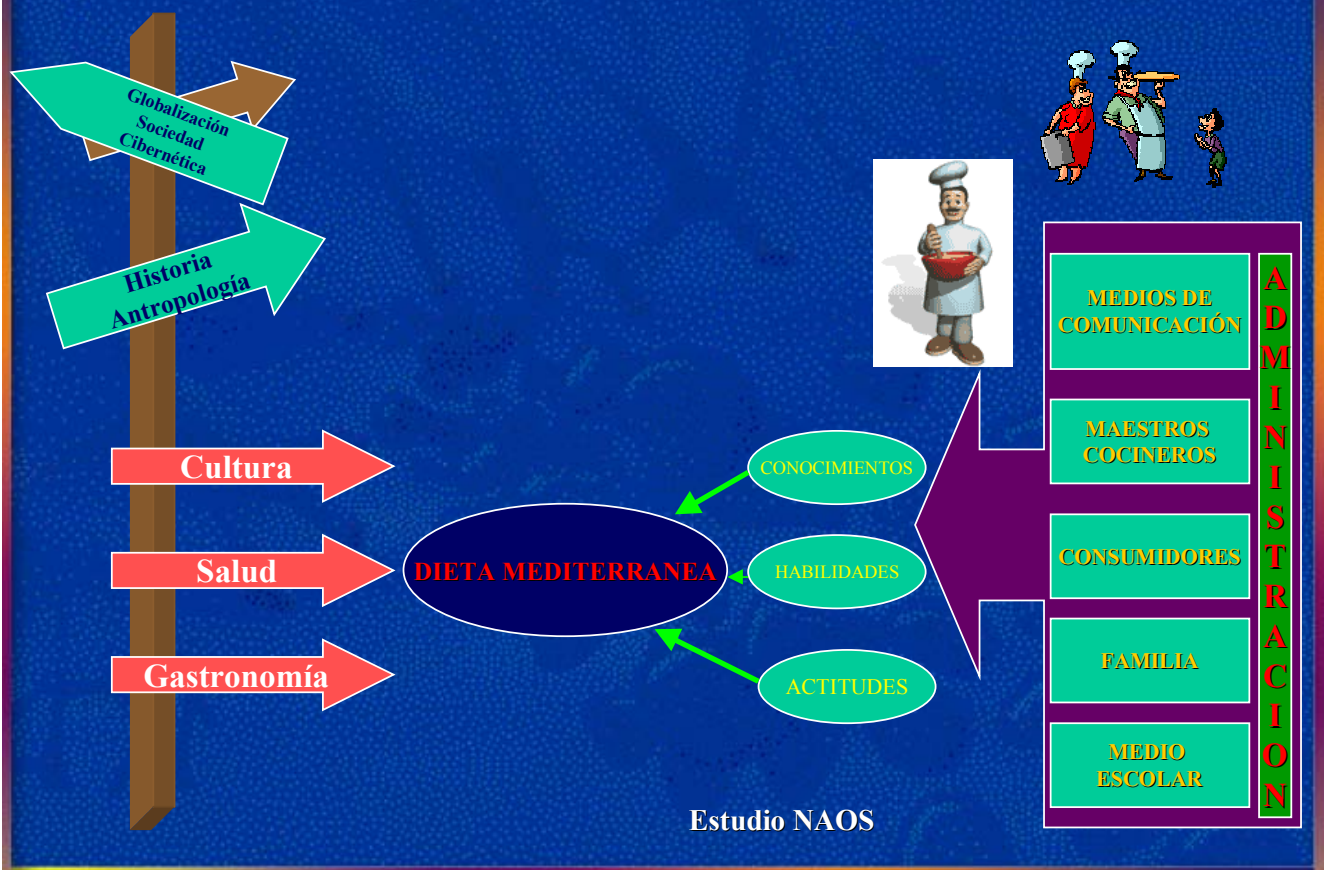 Globalización
Sociedad
Cibernética
Historia
Antropología
Cultura
Salud
Gastronomía
DIETA MEDITERRANEA
CONOCIMIENTOS
HABILIDADES
ACTITUDES
MEDIOS DE
COMUNICACIÓN
MAESTROS
COCINEROS
CONSUMIDORES
FAMILIA
MEDIO
ESCOLAR
ADMINISTRACION
Estudio NAOS